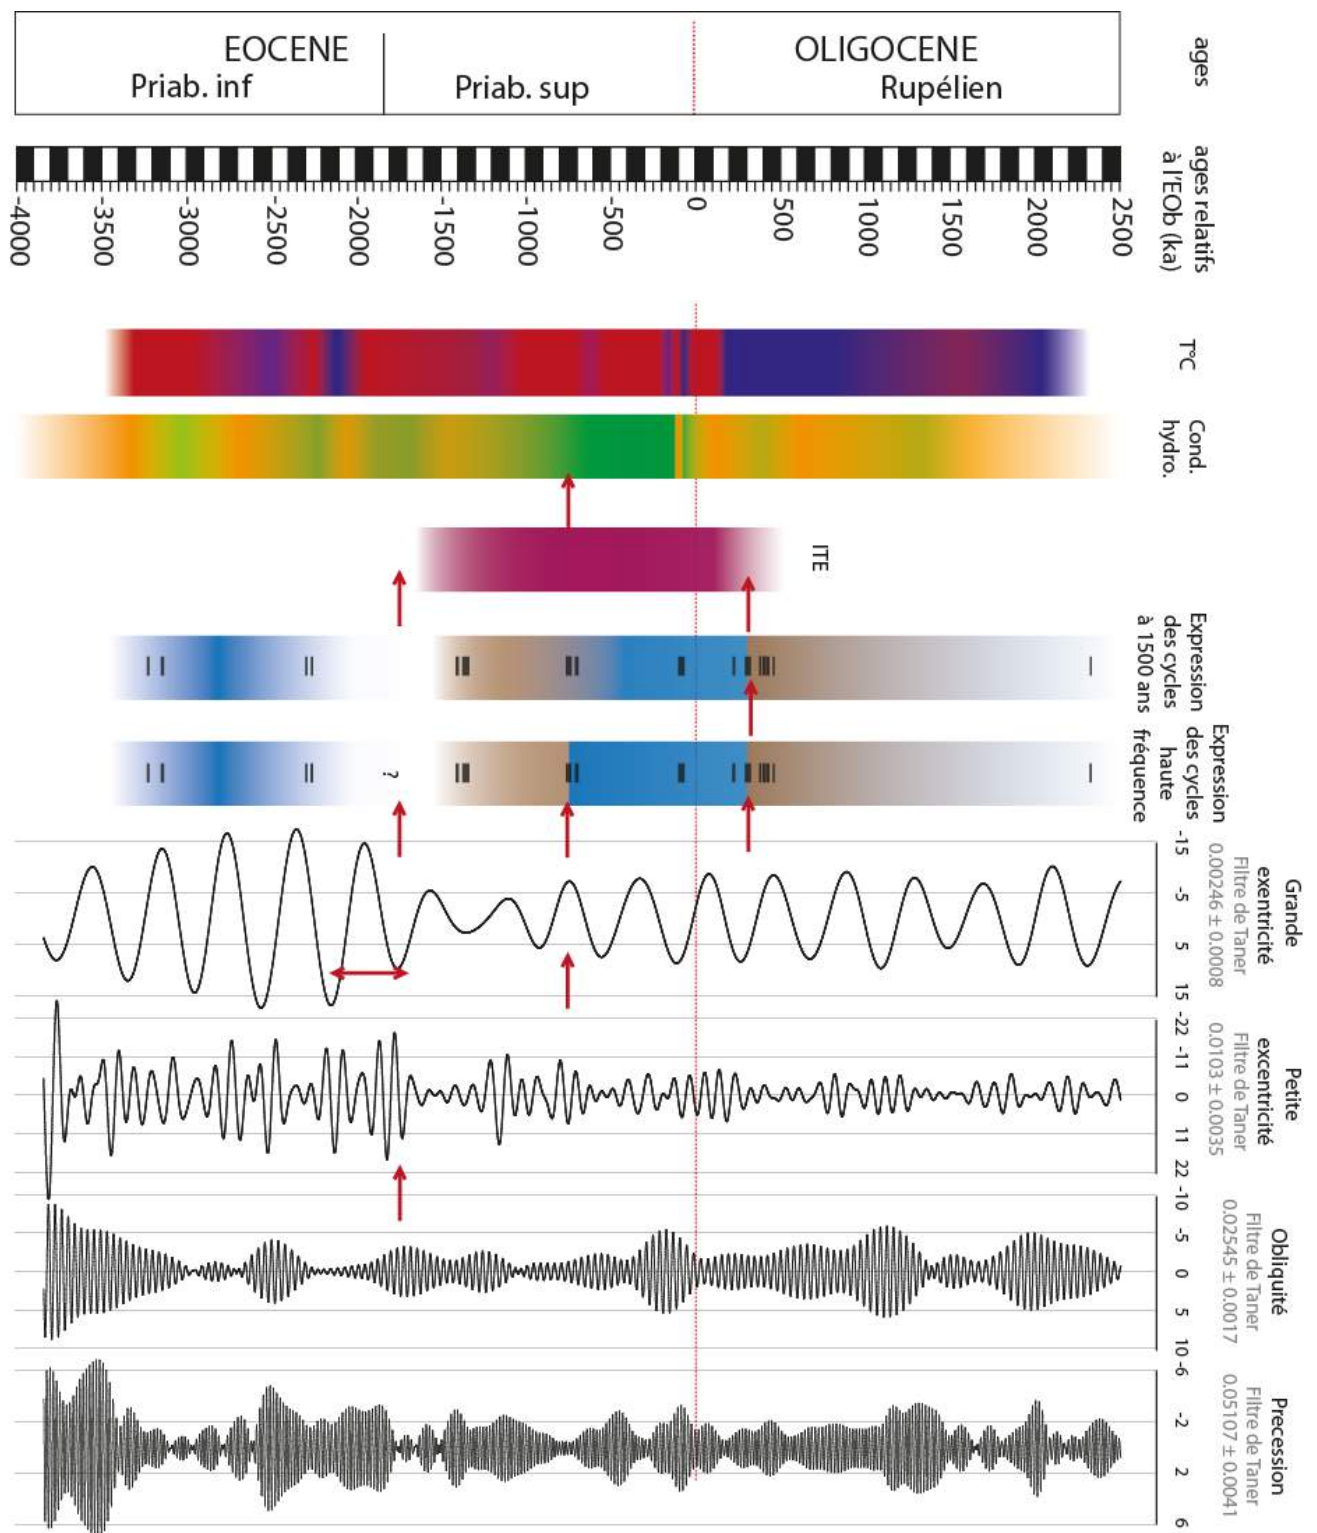 EOCENE
OLIGOCENE
Priab. inf
Priab. sup
Rupélien
ages
-4000
-3500
-3000
-2500
-2000
-1500
-1000
-500
0
500
1000
1500
2000
2500
ages relatifs
à l'EOb (ka)
T°C
Cond.
hydro.
ITE
Expression
des cycles
à 1500 ans
?
Expression
des cycles
haute
fréquence
-15
-5
5
15
Grande
exentricité
Filtre de Taner
0.00246 ± 0.0008
-22
-11
0
11
22
Petite
excentricité
Filtre de Taner
0.0103 ± 0.0035
-10
-5
0
5
10
Obliquité
Filtre de Taner
0.02545 ± 0.0017
-6
-2
2
6
Precession
Filtre de Taner
0.05107 ± 0.0041